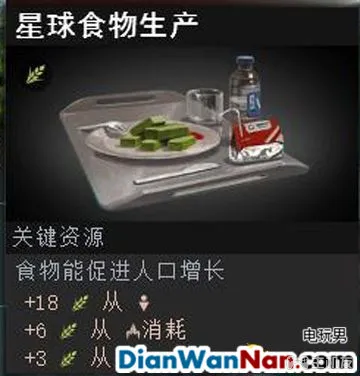 星球食物生产
关键资源
食物能促进人口增长
+18 从
+6 从 消耗
电玩男
+3 从
DianWanNan.com